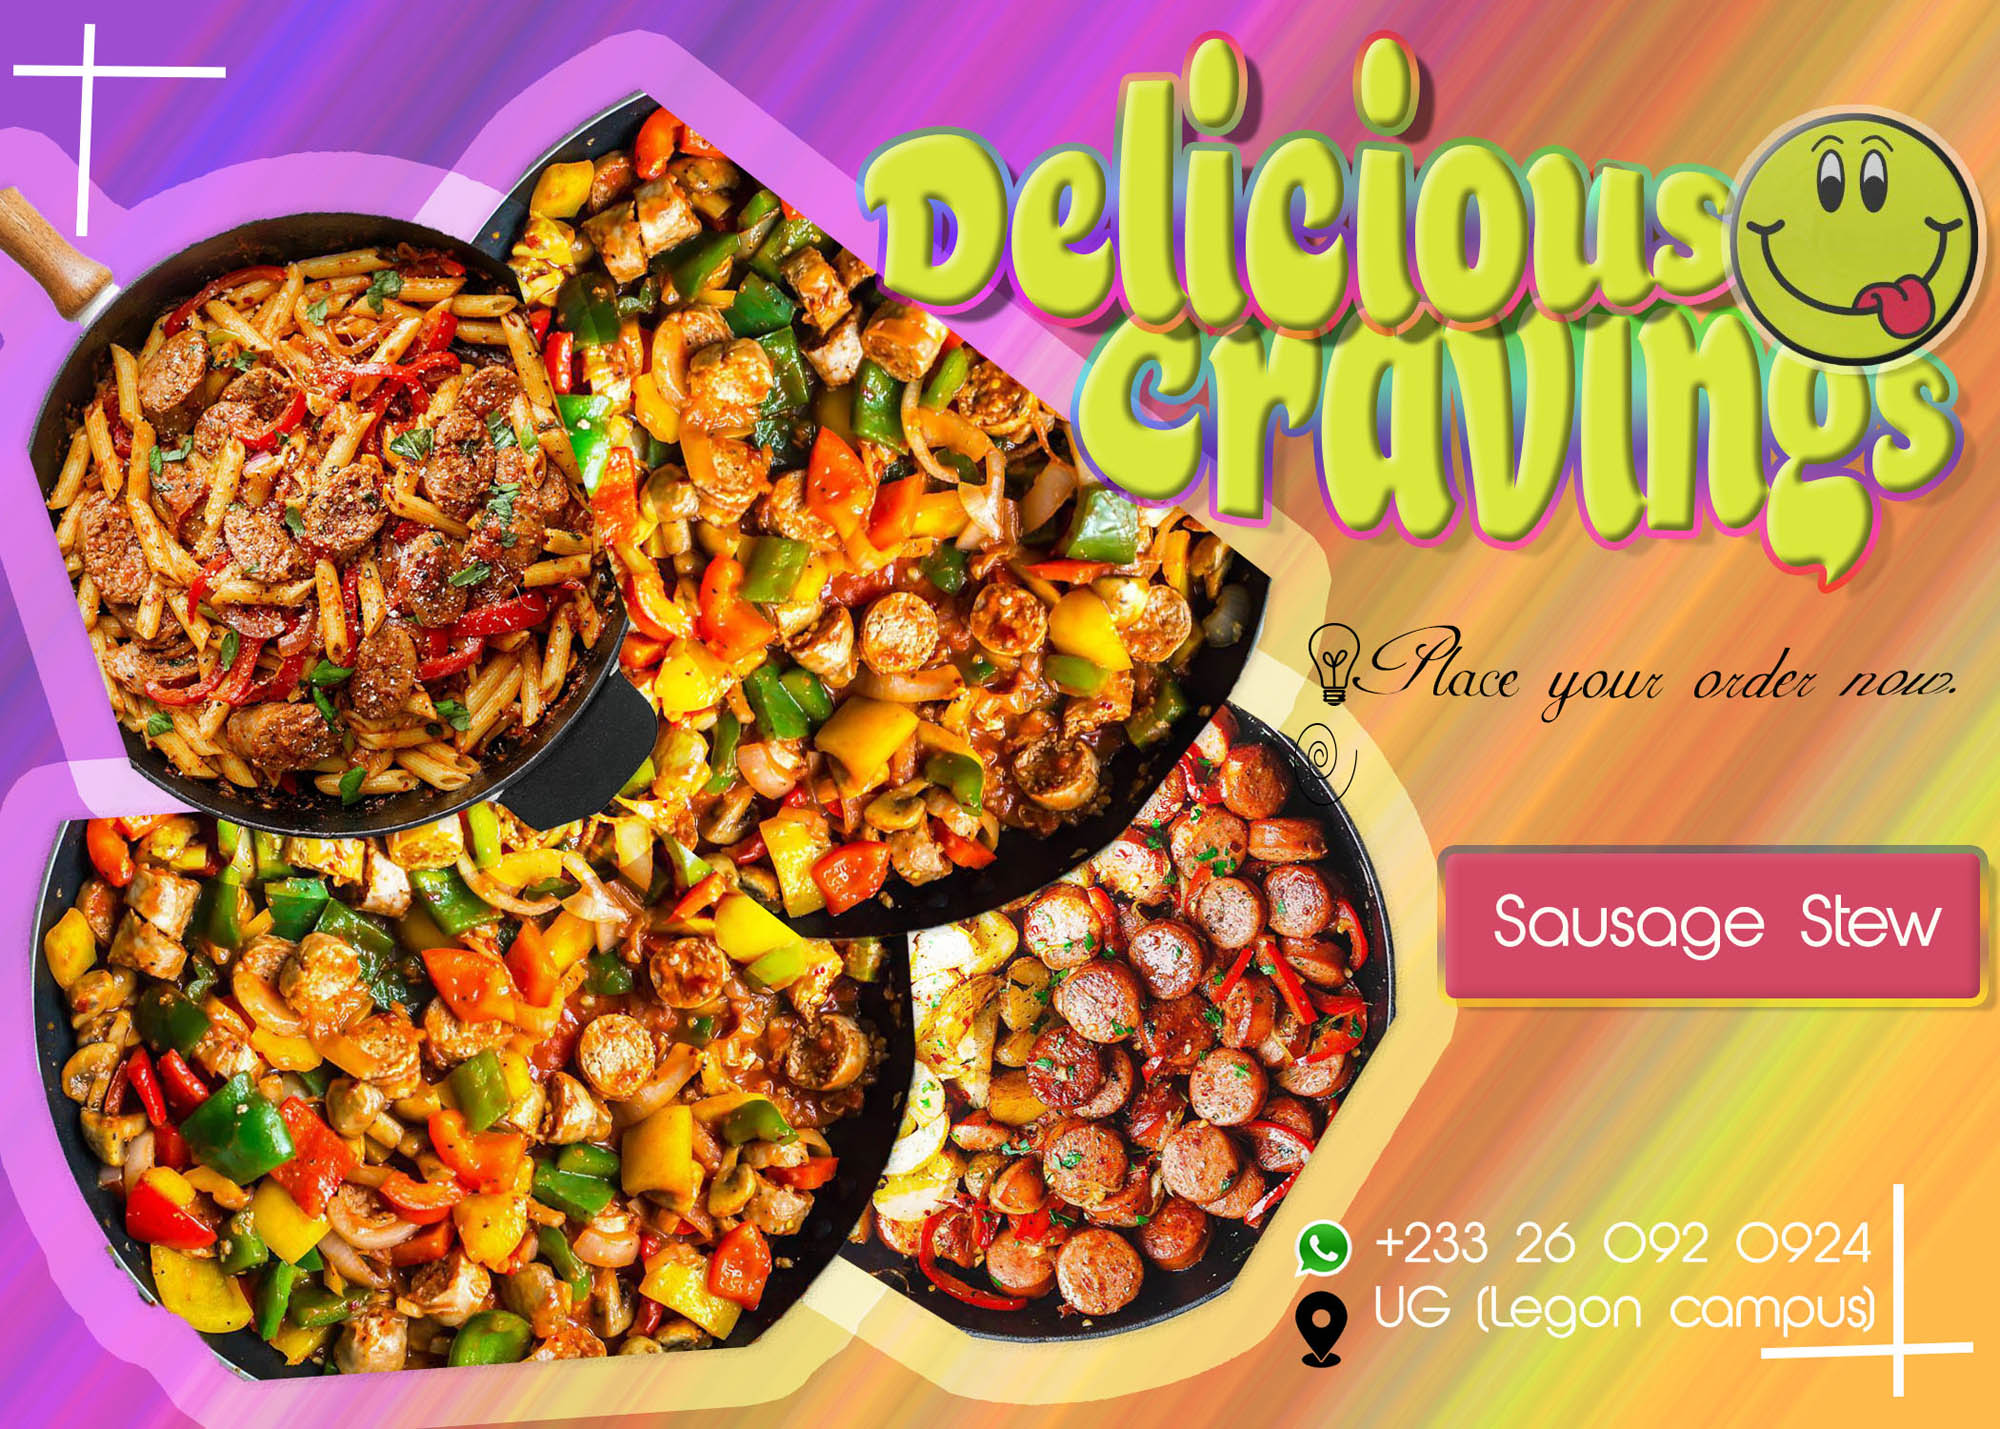 Delicious
cravings
Place your order now.
Sausage Stew
+233 26 092 0924
UG (Legon campus)